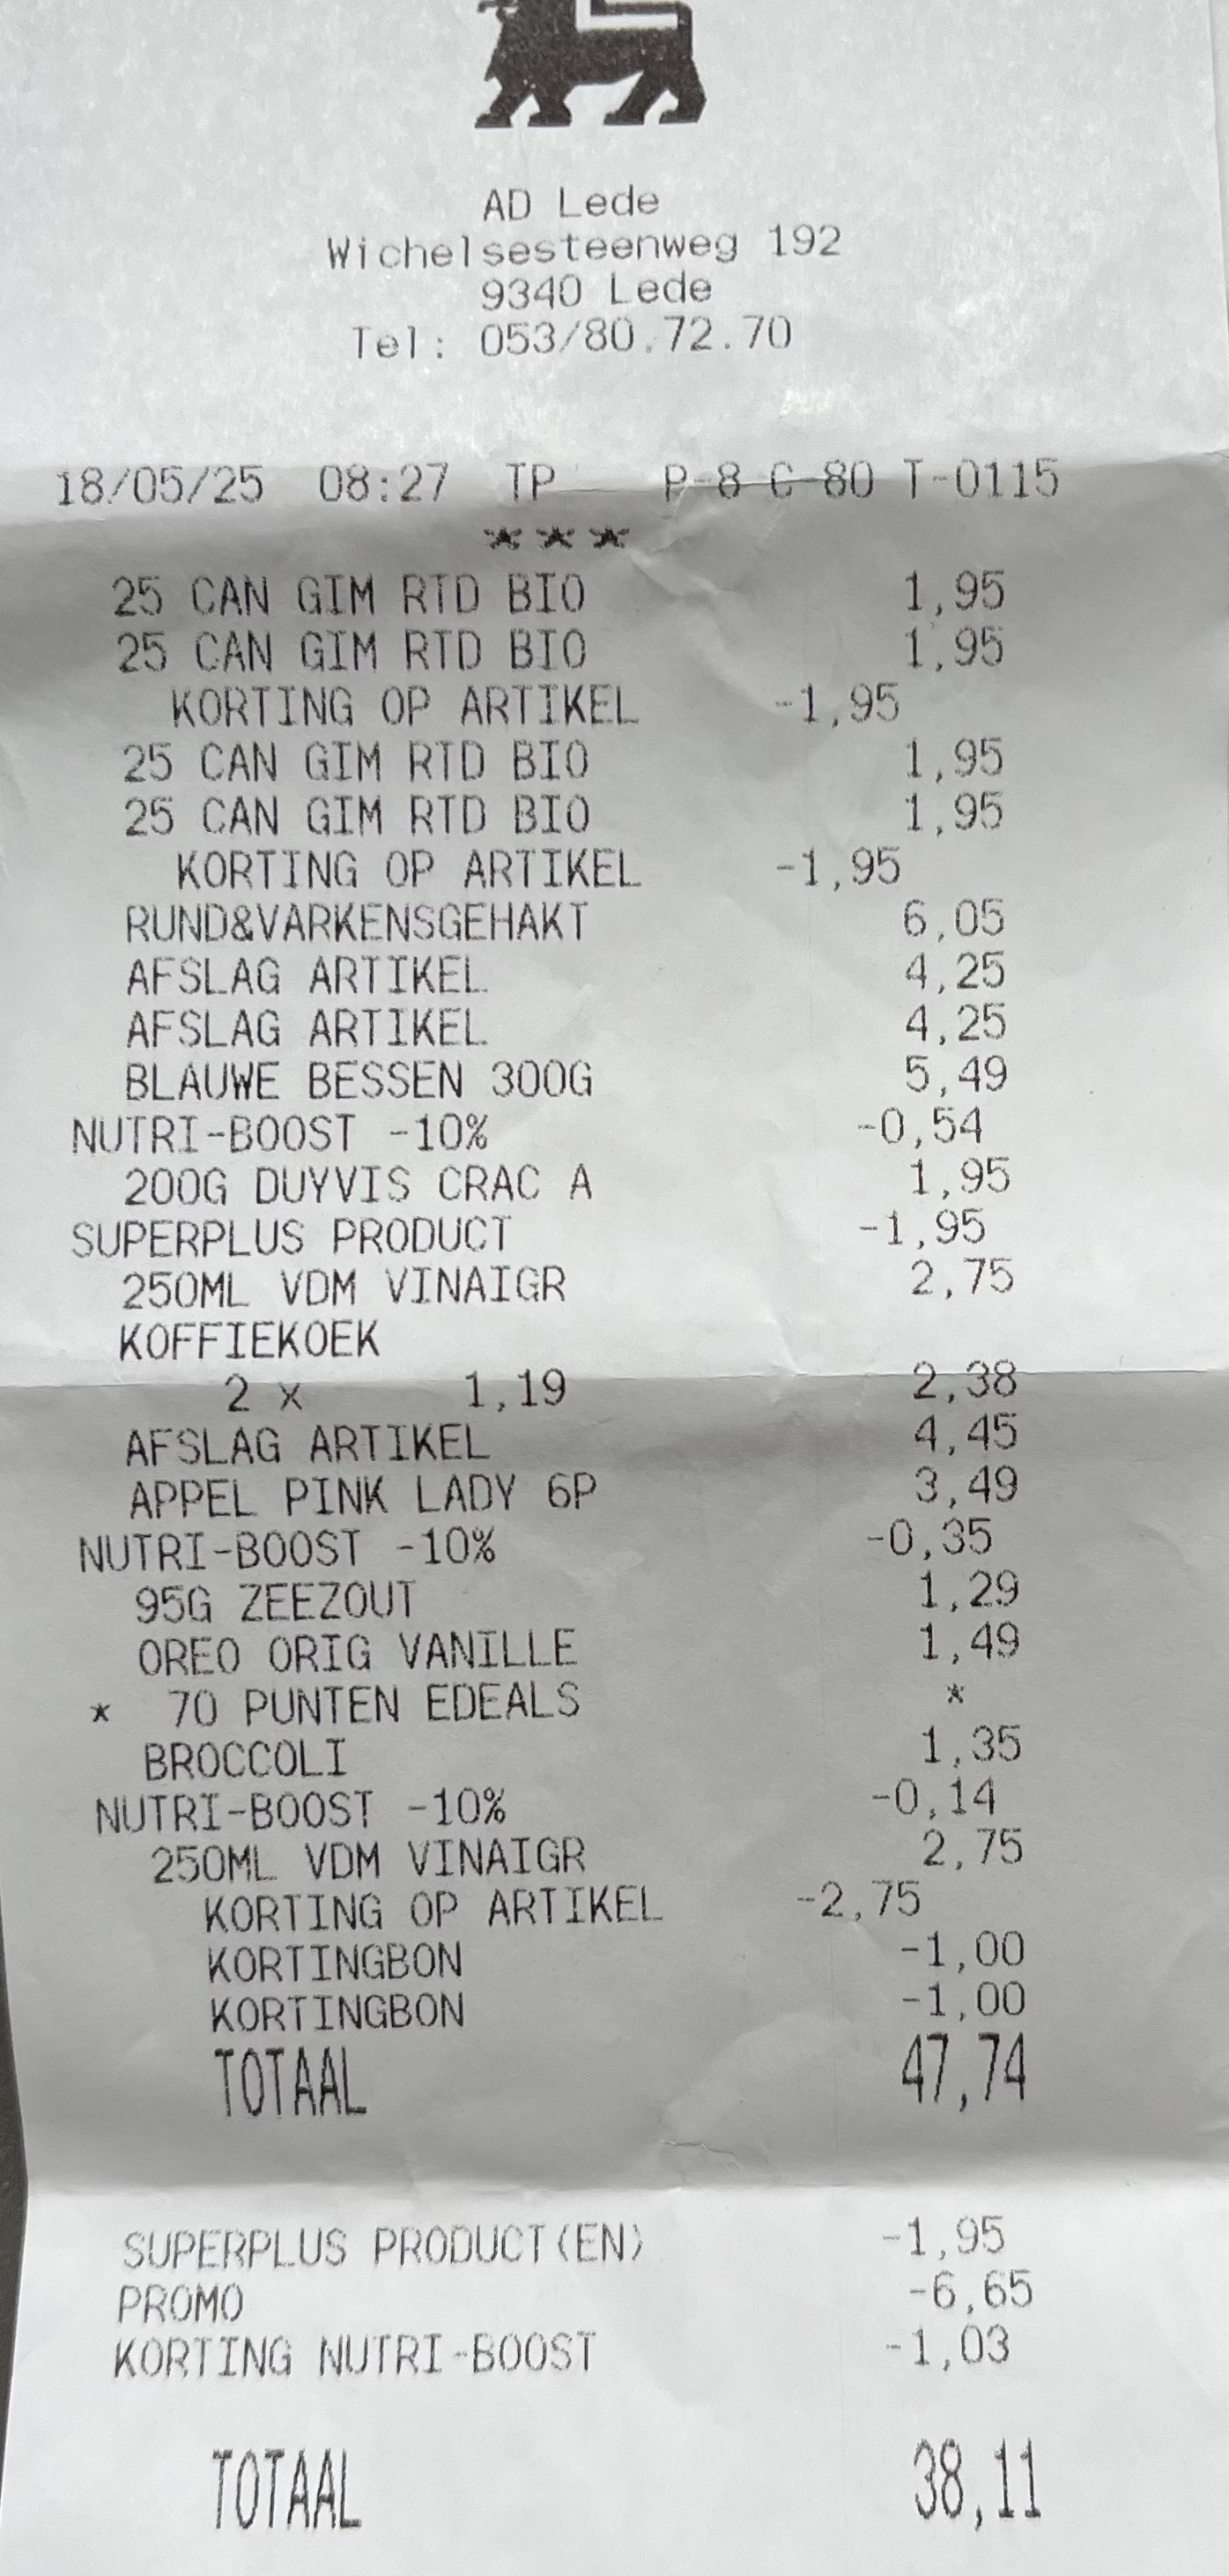 AD Lede
Wichelsesteenweg 192
9340 Lede
Tel: 053/80.72.70
18/05/25 08:27 TP P-8 C-80 T-0115
***
25 CAN GIM RTD BIO 1,95
25 CAN GIM RTD BIO 1,95
KORTING OP ARTIKEL -1,95
25 CAN GIM RTD BIO 1,95
25 CAN GIM RTD BIO 1,95
KORTING OP ARTIKEL -1,95
RUND&VARKENSGEHAKT 6,05
AFSLAG ARTIKEL 4,25
AFSLAG ARTIKEL 4,25
BLAUWE BESSEN 300G 5,49
NUTRI-BOOST -10% -0,54
200G DUYVIS CRAC A 1,95
SUPERPLUS PRODUCT -1,95
250ML VDM VINAIGR 2,75
KOFFIEKOEK
2 x 1,19 2,38
AFSLAG ARTIKEL 4,45
APPEL PINK LADY 6P 3,49
NUTRI-BOOST -10% -0,35
95G ZEEZOUT 1,29
OREO ORIG VANILLE 1,49
* 70 PUNTEN EDEALS *
BROCCOLI 1,35
NUTRI-BOOST -10% -0,14
250ML VDM VINAIGR 2,75
KORTING OP ARTIKEL -2,75
KORTINGBON -1,00
KORTINGBON -1,00
TOTAAL 47,74
SUPERPLUS PRODUCT(EN) -1,95
PROMO -6,65
KORTING NUTRI-BOOST -1,03
TOTAAL 38,11